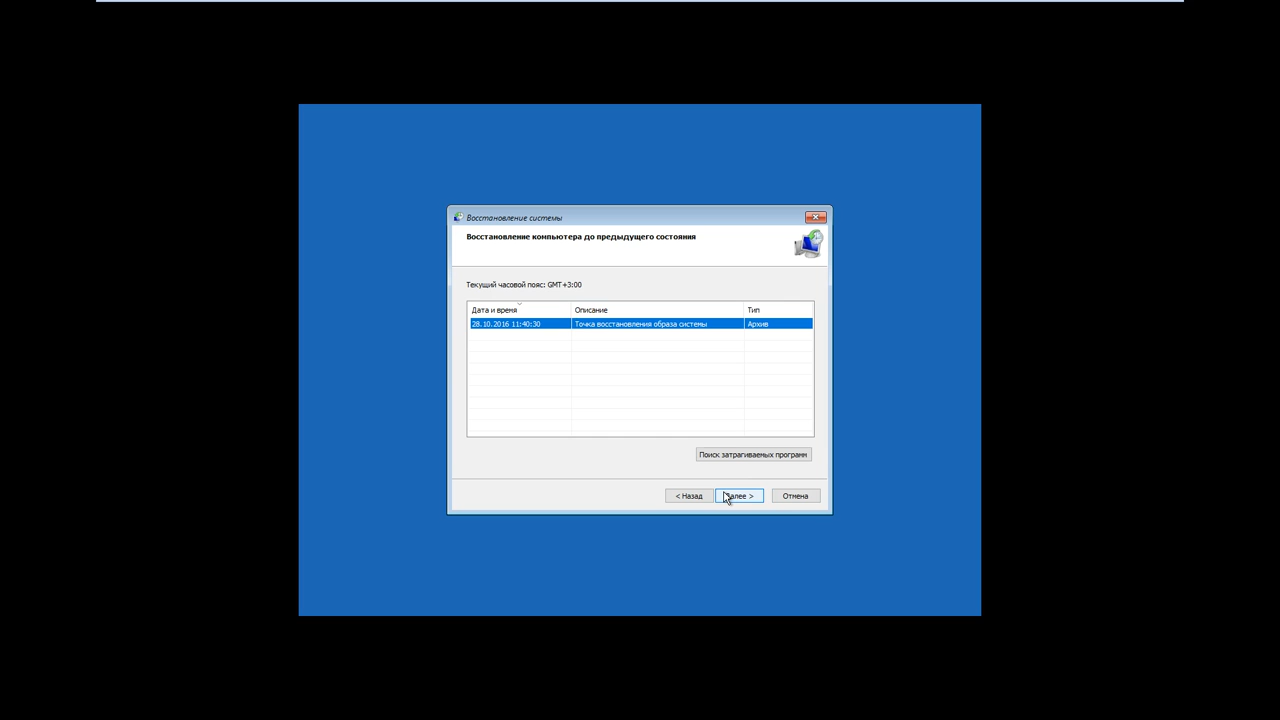 Восстановление системы
Восстановление компьютера до предыдущего состояния
Текущий часовой пояс: GMT+3:00
Дата и время Описание Тип
28.10.2016 11:40:30 Точка восстановления образа системы Архив
Поиск затрагиваемых программ
< Назад Далее > Отмена